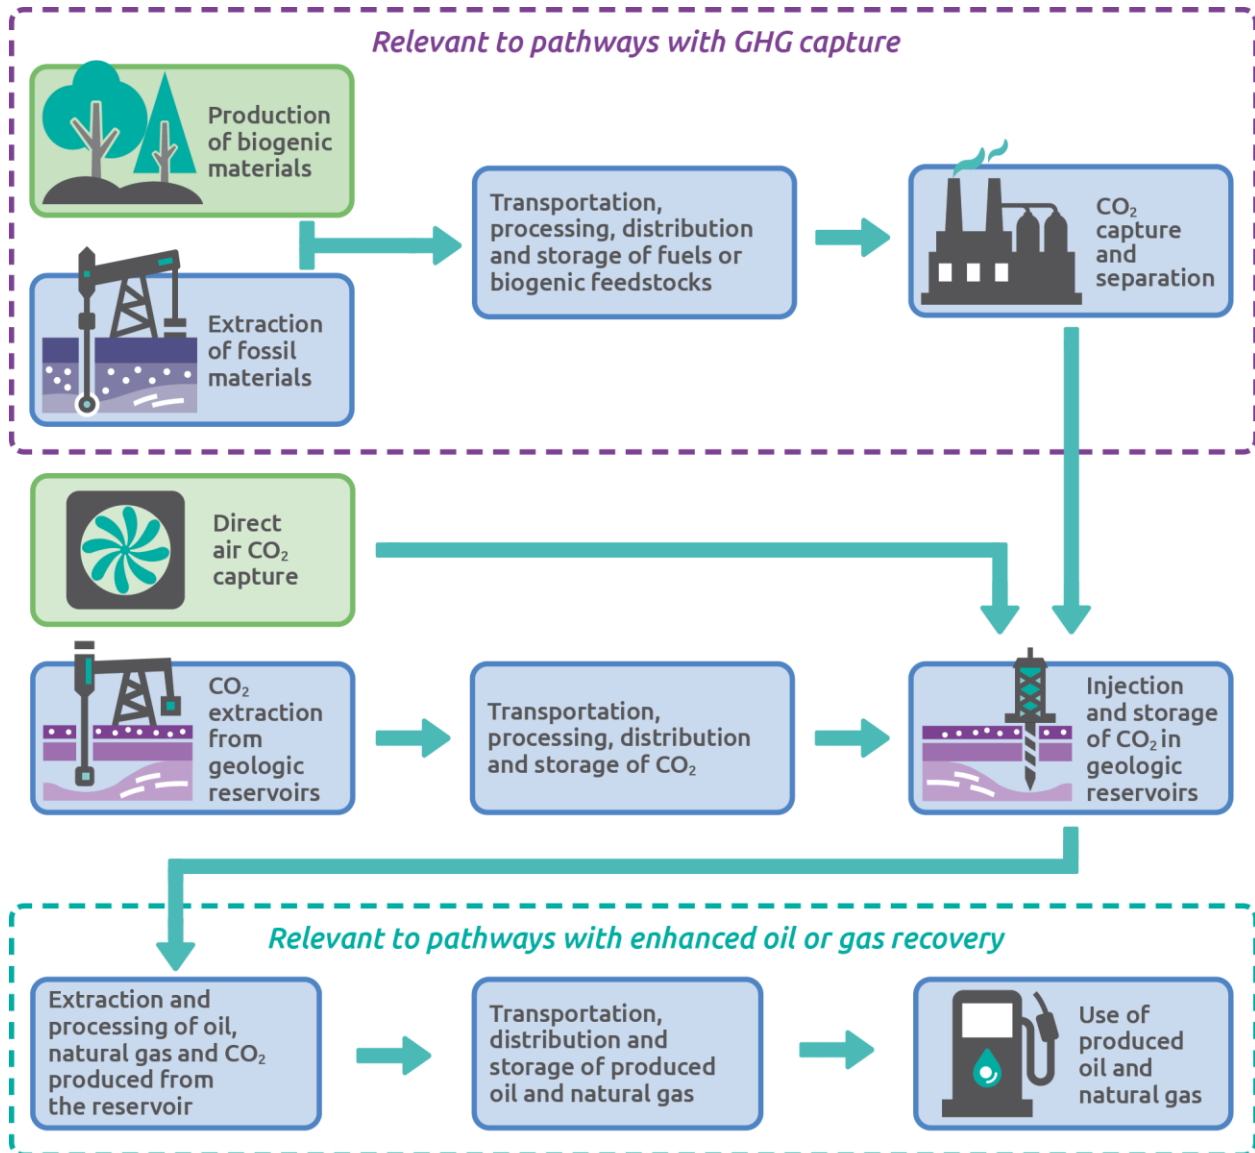 Relevant to pathways with GHG capture
Production
of biogenic
materials
Extraction
of fossil
materials
Transportation,
processing, distribution
and storage of fuels or
biogenic feedstocks
CO₂
capture
and
separation
Direct
air CO₂
capture
CO₂
extraction
from
geologic
reservoirs
Transportation,
processing, distribution
and storage of CO₂
Injection
and storage
of CO₂ in
geologic
reservoirs
Relevant to pathways with enhanced oil or gas recovery
Extraction and
processing of oil,
natural gas and CO₂
produced from
the reservoir
Transportation,
distribution and
storage of produced
oil and natural gas
Use of
produced
oil and
natural gas